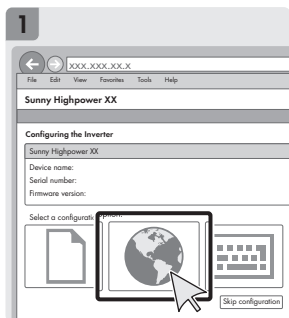 1
XXX.XXX.XX.X
File Edit View Favorites Tools Help
Sunny Highpower XX
Configuring the Inverter
Sunny Highpower XX
Device name:
Serial number:
Firmware version:
Select a configuration option:
Skip configuration